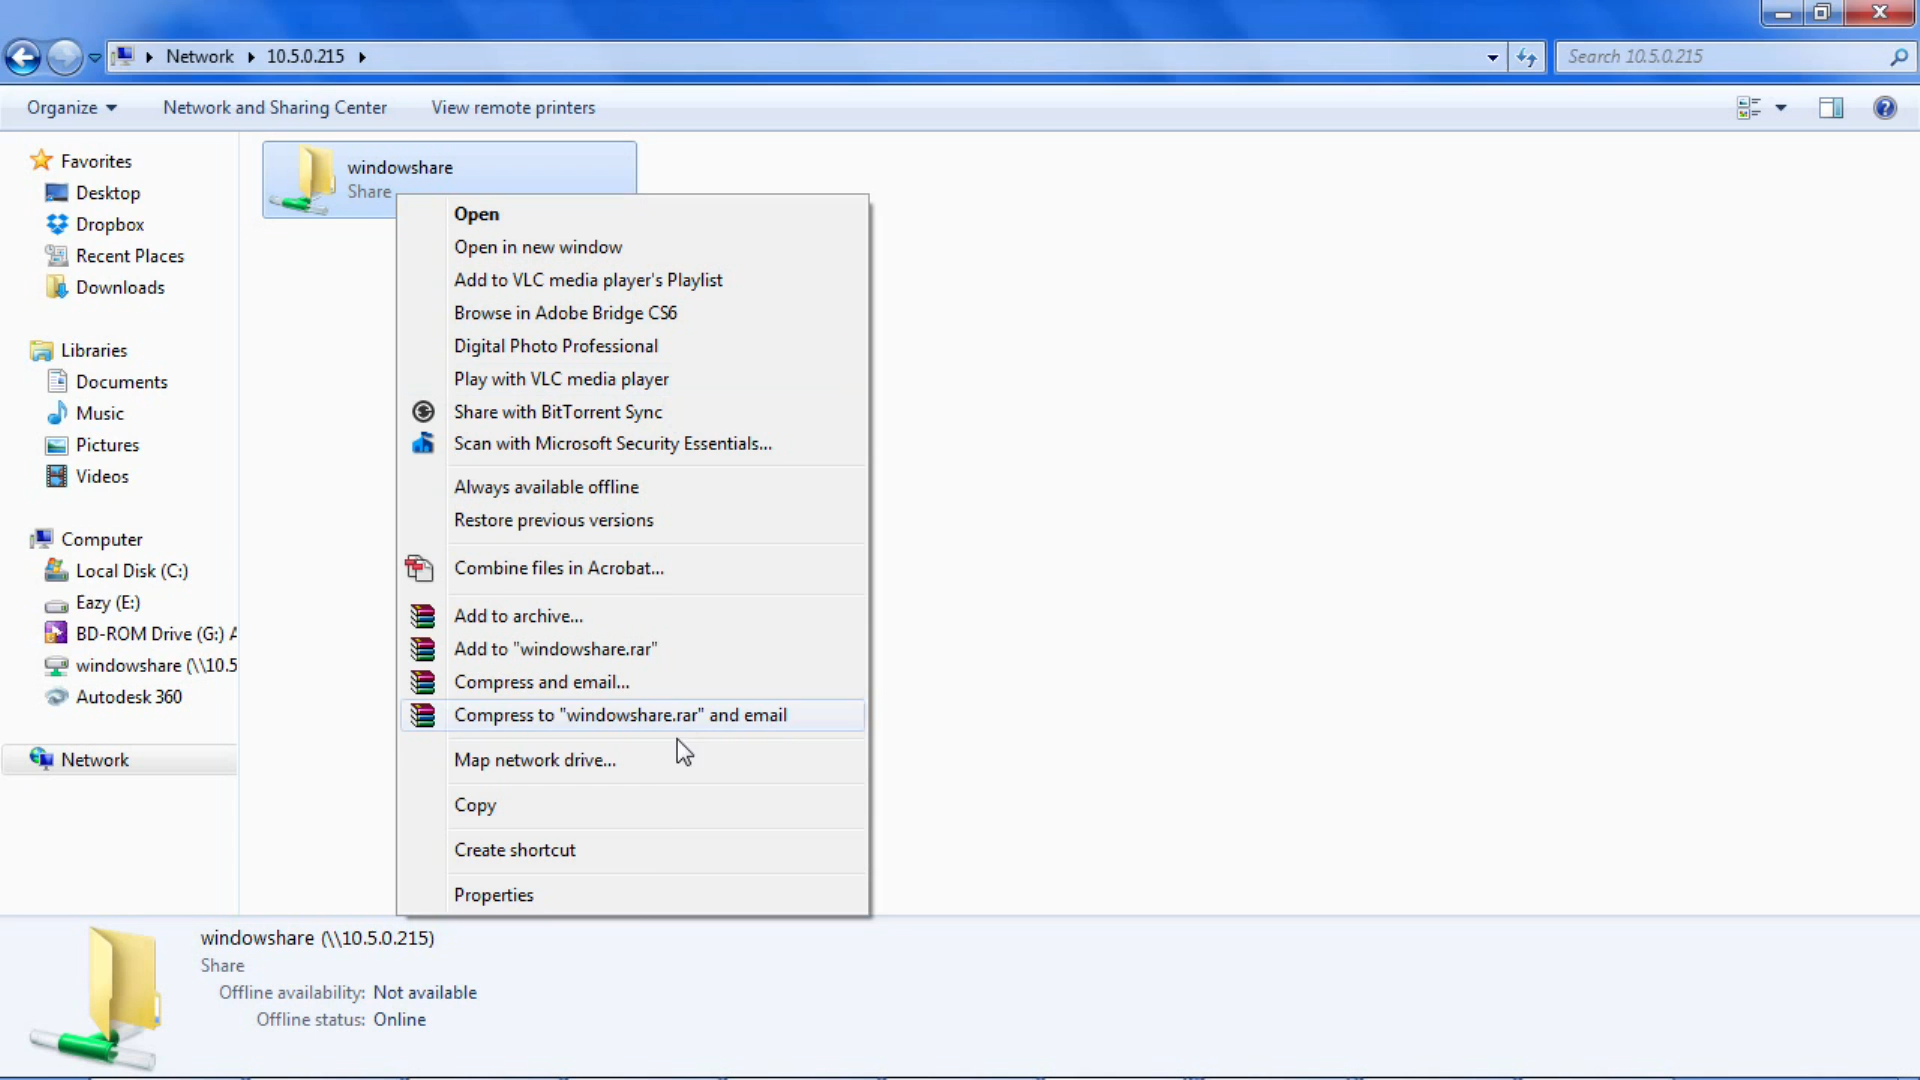 Network
10.5.0.215
Search 10.5.0.215
Organize
Network and Sharing Center
View remote printers
Favorites
Desktop
Dropbox
Recent Places
Downloads
Libraries
Documents
Music
Pictures
Videos
Computer
Local Disk (C:)
Eazy (E:)
BD-ROM Drive (G:) A
windowshare (\\10.5
Autodesk 360
Network
windowshare
Share
Open
Open in new window
Add to VLC media player's Playlist
Browse in Adobe Bridge CS6
Digital Photo Professional
Play with VLC media player
Share with BitTorrent Sync
Scan with Microsoft Security Essentials...
Always available offline
Restore previous versions
Combine files in Acrobat...
Add to archive...
Add to "windowshare.rar"
Compress and email...
Compress to "windowshare.rar" and email
Map network drive...
Copy
Create shortcut
Properties
windowshare (\\10.5.0.215)
Share
Offline availability: Not available
Offline status: Online